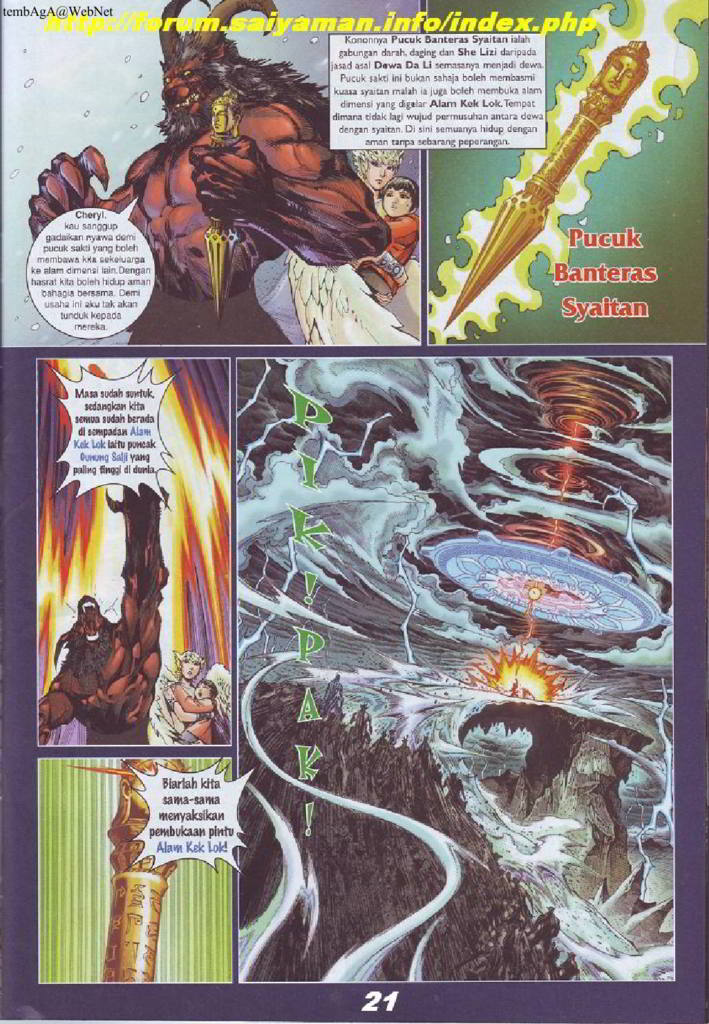 tembAgA@WebNet
http://forum.saiyaman.info/index.php
Kononnya Pucuk Banteras Syaitan ialah
gabungan darah, daging dan She Lizi daripada
jasad asal Dewa Da Li semasanya menjadi dewa.
Pucuk sakti ini bukan sahaja boleh membasmi
kuasa syaitan malah ia juga boleh membuka alam
dimensi yang digelar Alam Kek Lok. Tempat
dimana tidak lagi wujud permusuhan antara dewa
dengan syaitan. Di sini semuanya hidup dengan
aman tanpa sebarang peperangan.
Cheryl,
kau sanggup
gadaikan nyawa demi
pucuk sakti yang boleh
membawa kita sekeluarga
ke alam dimensi lain. Dengan
hasrat kita boleh hidup aman
bahagia bersama. Demi
usaha ini aku tak akan
tunduk kepada
mereka.
Pucuk
Banteras
Syaitan
Masa sudah suntuk,
sedangkan kita
semua sudah berada
di sempadan Alam
Kek Lok iaitu puncak
Gunung Salji yang
paling tinggi di dunia.
PIK! PAK!
Biarlah kita
sama-sama
menyaksikan
pembukaan pintu
Alam Kek Lok!
21